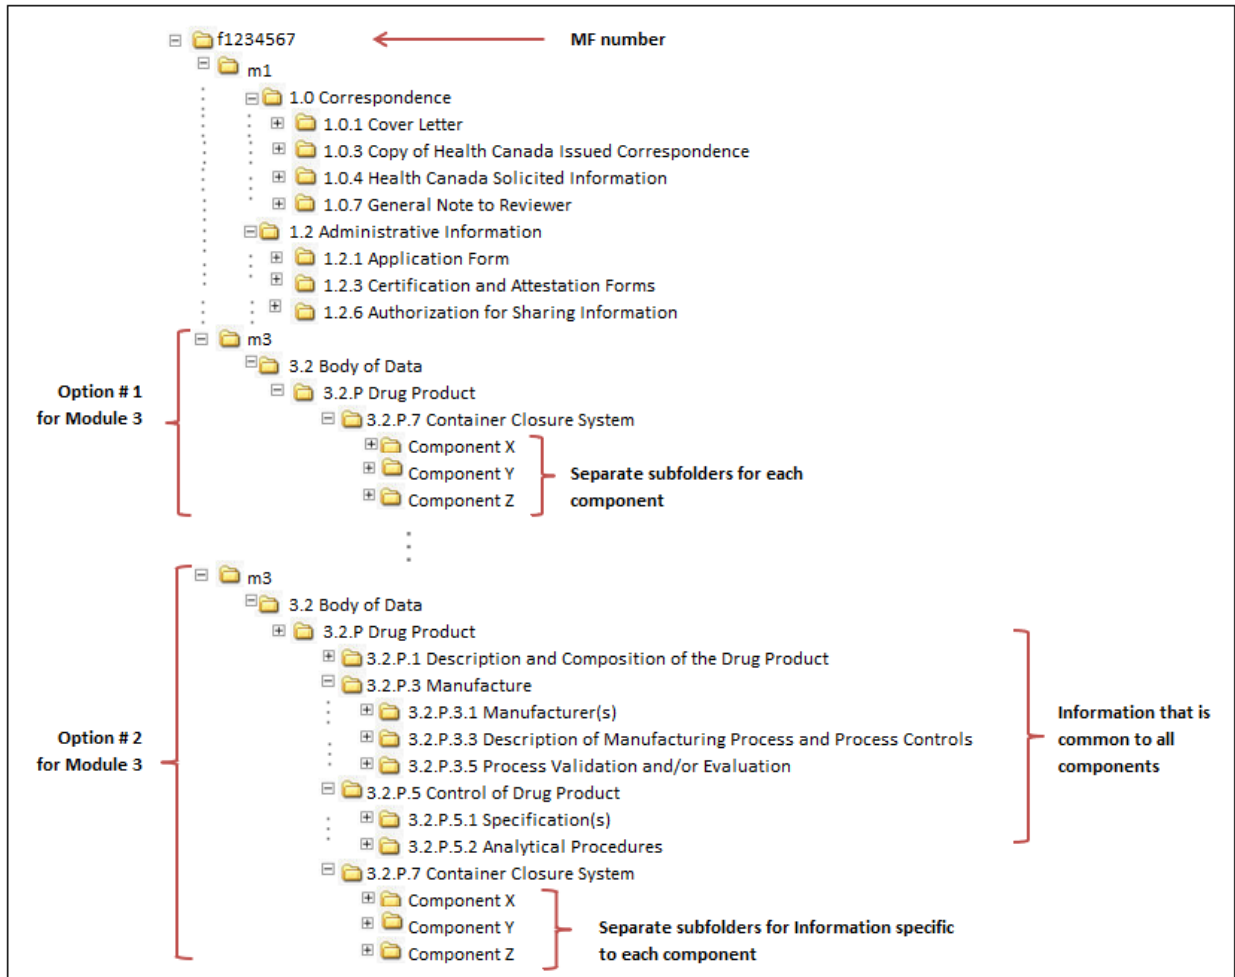 f1234567
MF number
m1
1.0 Correspondence
1.0.1 Cover Letter
1.0.3 Copy of Health Canada Issued Correspondence
1.0.4 Health Canada Solicited Information
1.0.7 General Note to Reviewer
1.2 Administrative Information
1.2.1 Application Form
1.2.3 Certification and Attestation Forms
1.2.6 Authorization for Sharing Information
Option # 1
for Module 3
m3
3.2 Body of Data
3.2.P Drug Product
3.2.P.7 Container Closure System
Component X
Component Y
Component Z
Separate subfolders for each
component
Option # 2
for Module 3
m3
3.2 Body of Data
3.2.P Drug Product
3.2.P.1 Description and Composition of the Drug Product
3.2.P.3 Manufacture
3.2.P.3.1 Manufacturer(s)
3.2.P.3.3 Description of Manufacturing Process and Process Controls
3.2.P.3.5 Process Validation and/or Evaluation
3.2.P.5 Control of Drug Product
3.2.P.5.1 Specification(s)
3.2.P.5.2 Analytical Procedures
Information that is
common to all
components
3.2.P.7 Container Closure System
Component X
Component Y
Component Z
Separate subfolders for Information specific
to each component